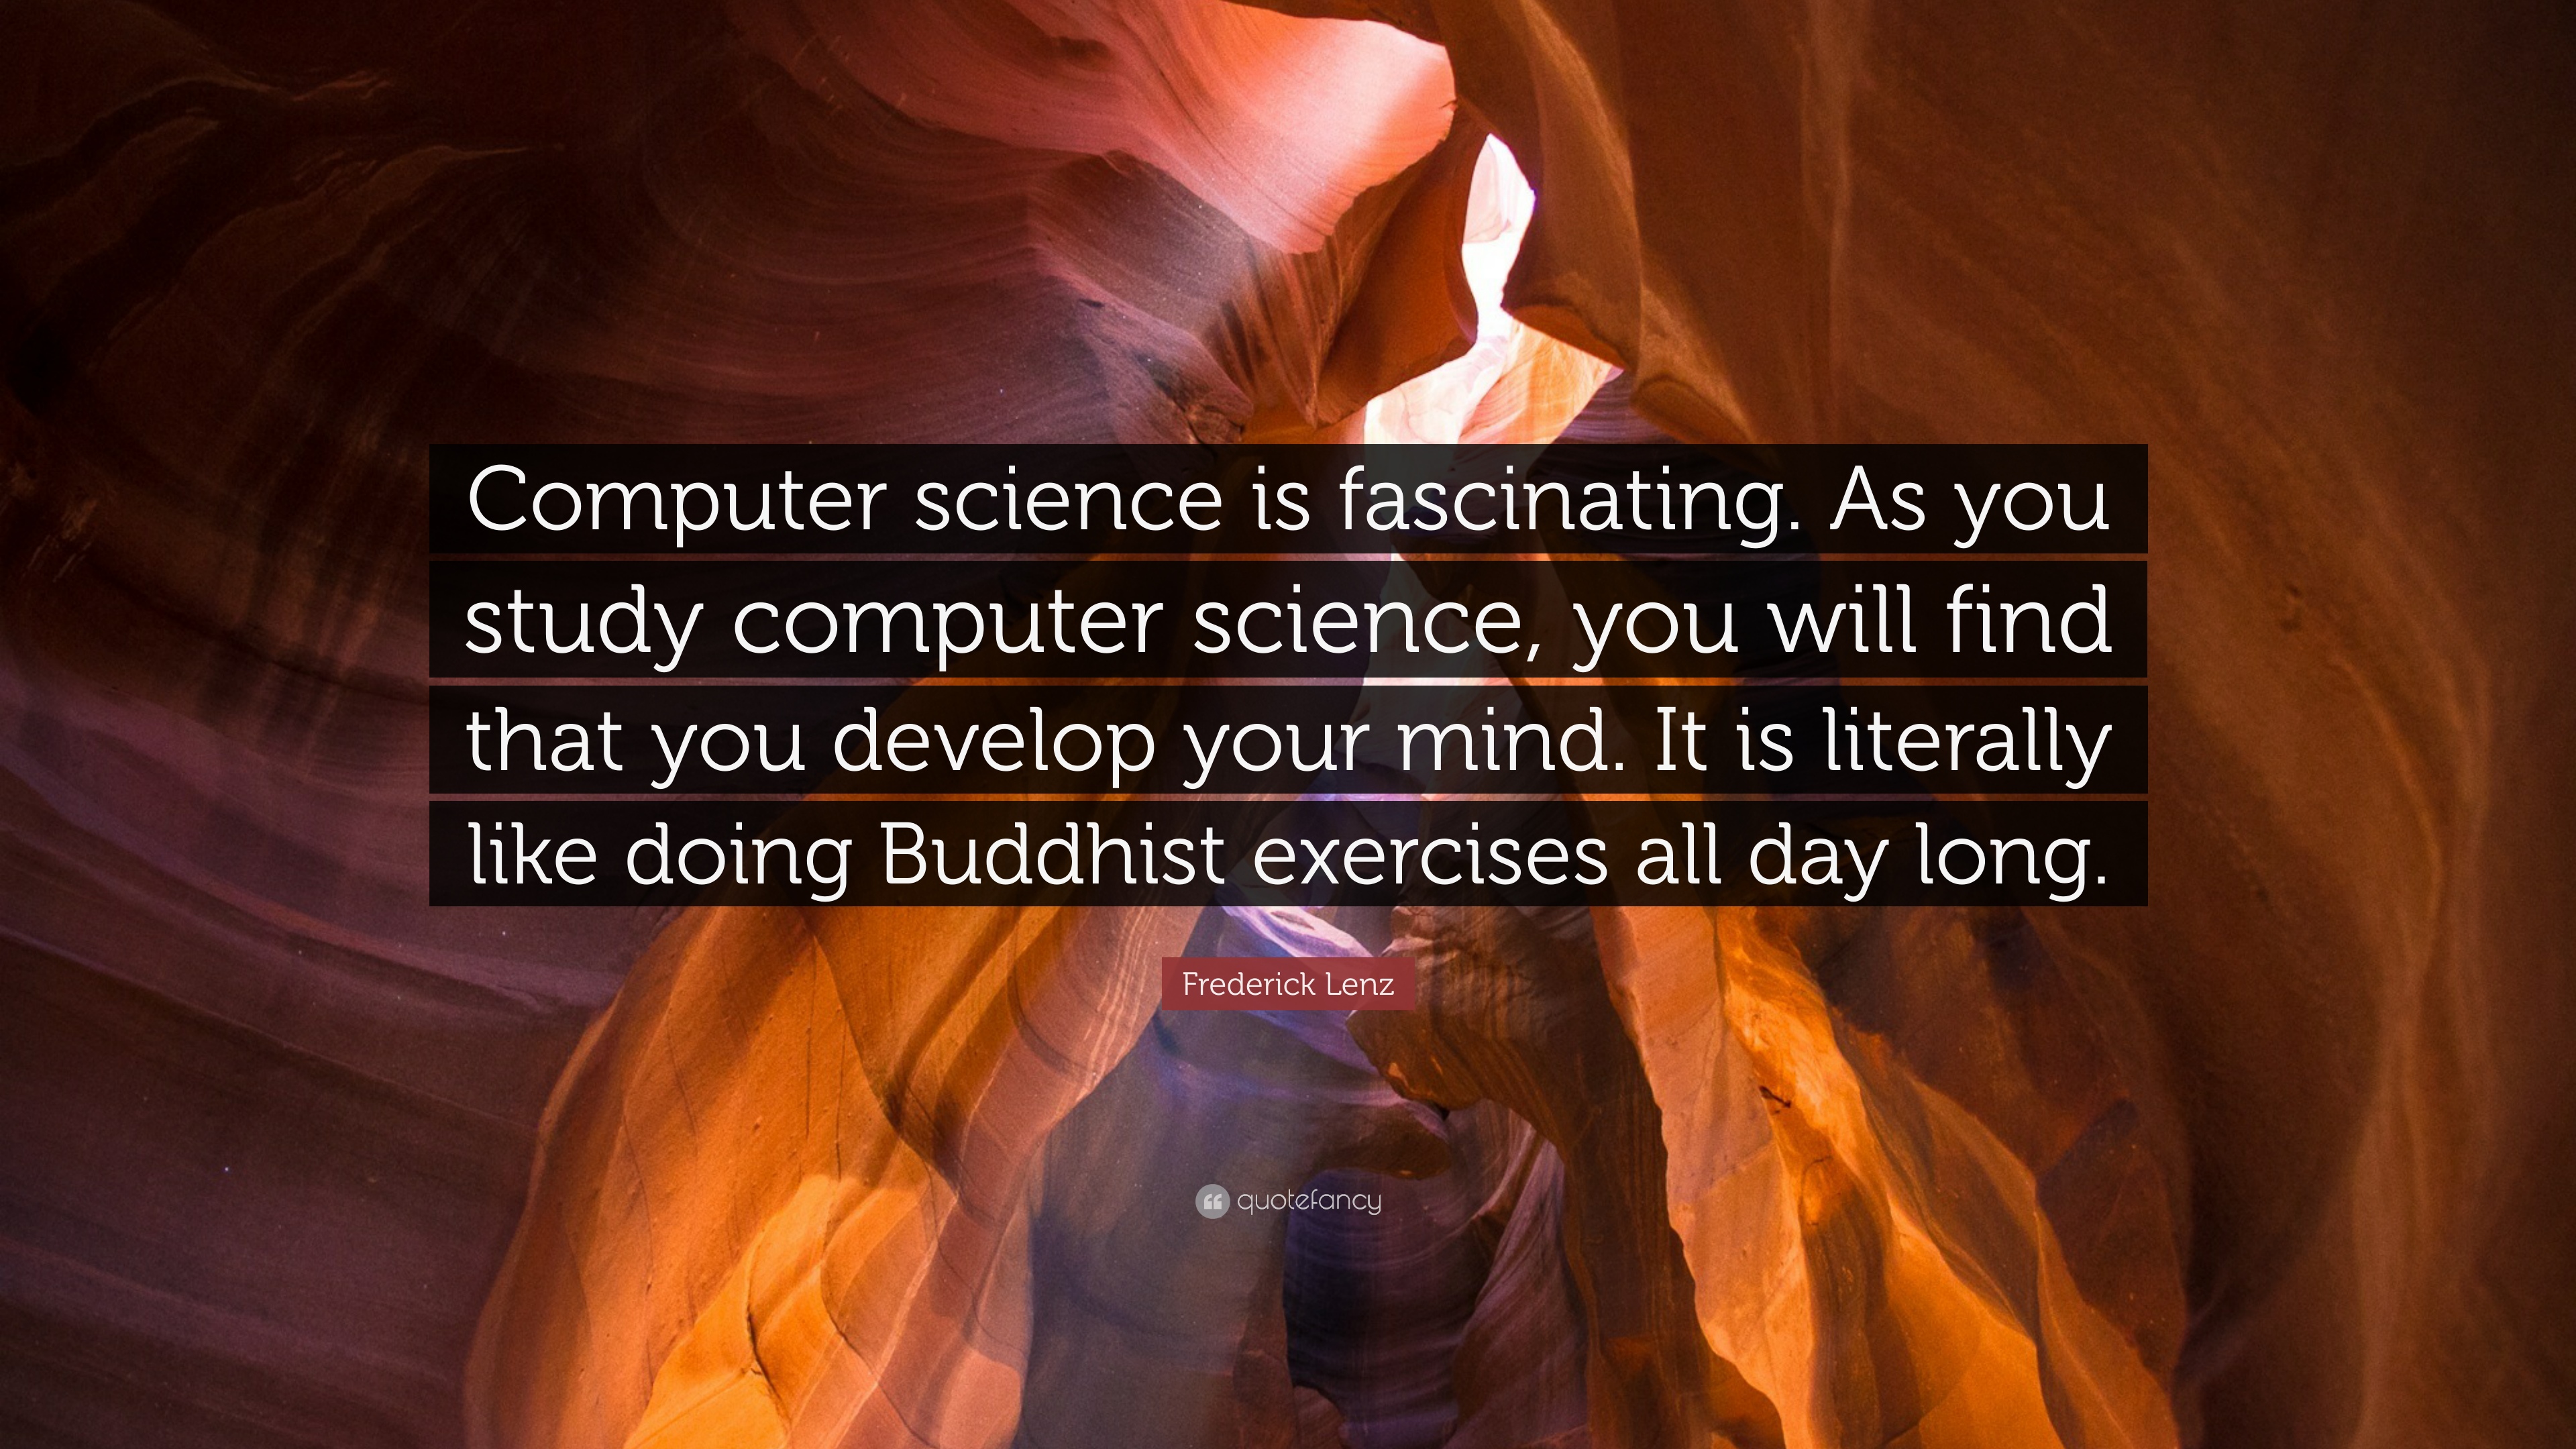 Computer science is fascinating. As you
study computer science, you will find
that you develop your mind. It is literally
like doing Buddhist exercises all day long.
Frederick Lenz
quotefancy